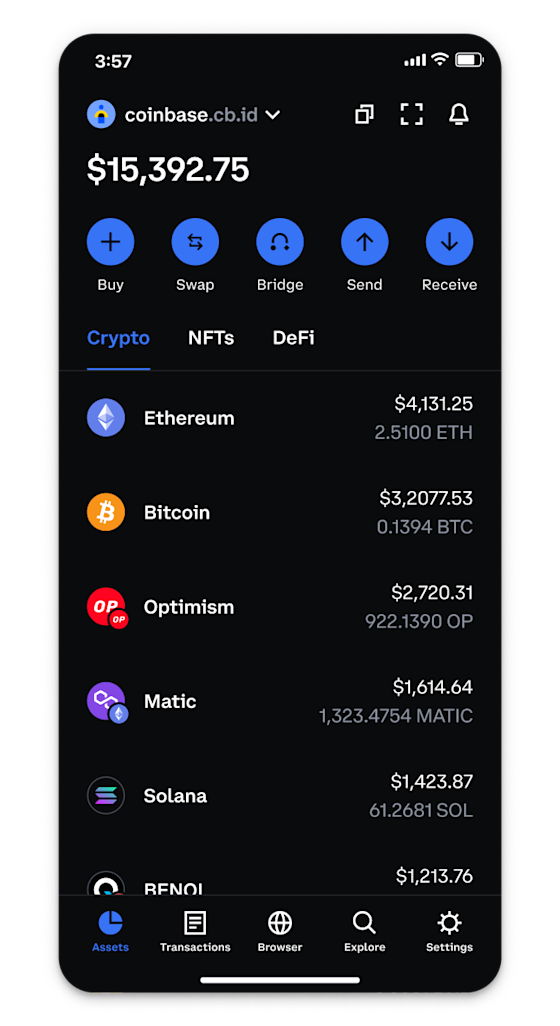 3:57
coinbase.cb.id
$15,392.75
Buy Swap Bridge Send Receive
Crypto NFTs DeFi
Ethereum $4,131.25
2.5100 ETH
Bitcoin $3,2077.53
0.1394 BTC
OP OP Optimism $2,720.31
922.1390 OP
Matic $1,614.64
1,323.4754 MATIC
Solana $1,423.87
61.2681 SOL
$1,213.76
Assets Transactions Browser Explore Settings